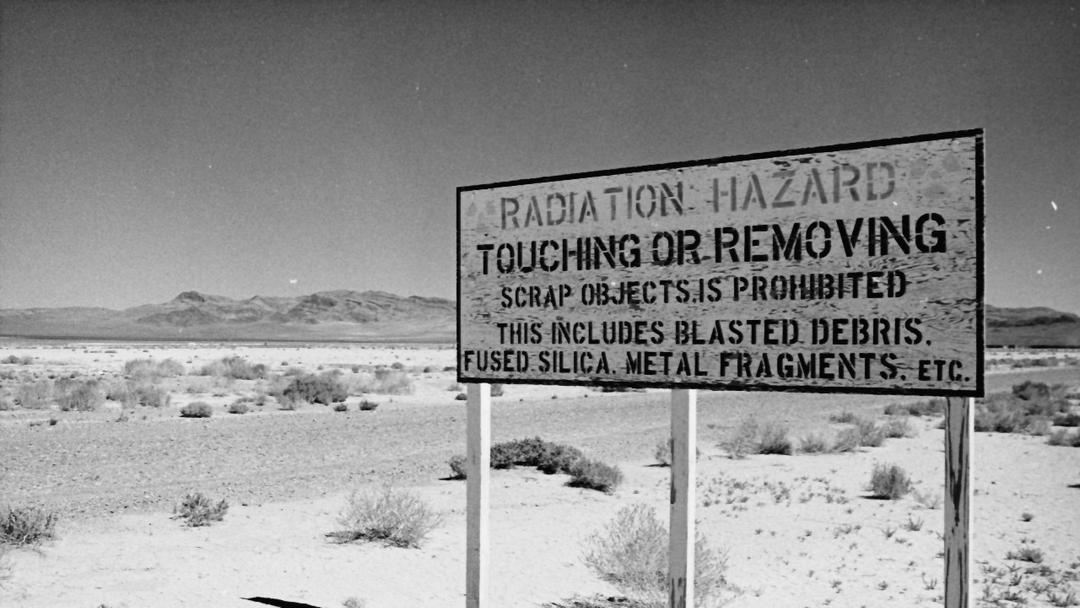 RADIATION HAZARD
TOUCHING OR REMOVING
SCRAP OBJECTS.IS PROHIBITED
THIS INCLUDES BLASTED DEBRIS.
FUSED SILICA. METAL FRAGMENTS. ETC.